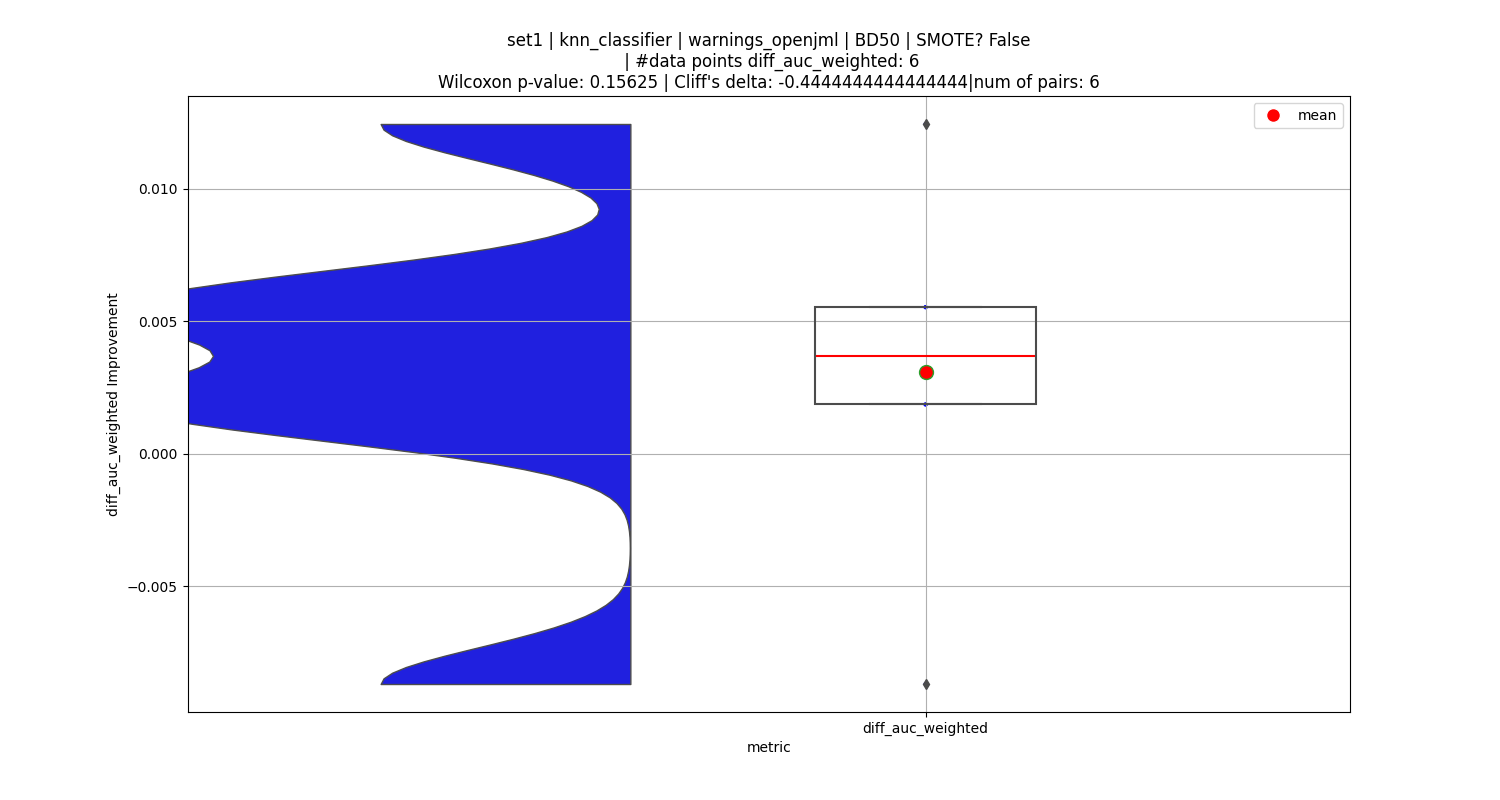 set1 | knn_classifier | warnings_openjml | BD50 | SMOTE? False
| #data points diff_auc_weighted: 6
Wilcoxon p-value: 0.15625 | Cliff's delta: -0.4444444444444444|num of pairs: 6
mean
0.010
0.005
0.000
−0.005
diff_auc_weighted Improvement
diff_auc_weighted
metric